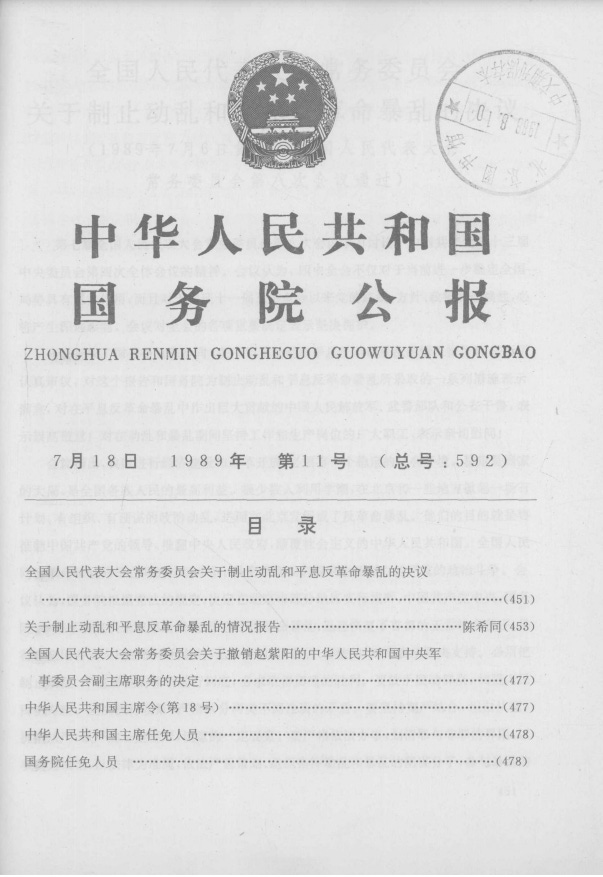 中华人民共和国
国务院公报
ZHONGHUA RENMIN GONGHEGUO GUOWUYUAN GONGBAO
7月18日 1989年 第11号 (总号:592)
目 录
全国人民代表大会常务委员会关于制止动乱和平息反革命暴乱的决议
……(451)
关于制止动乱和平息反革命暴乱的情况报告……陈希同(453)
全国人民代表大会常务委员会关于撤销赵紫阳的中华人民共和国中央军
事委员会副主席职务的决定……(477)
中华人民共和国主席令(第18号)……(477)
中华人民共和国主席任免人员……(478)
国务院任免人员……(478)